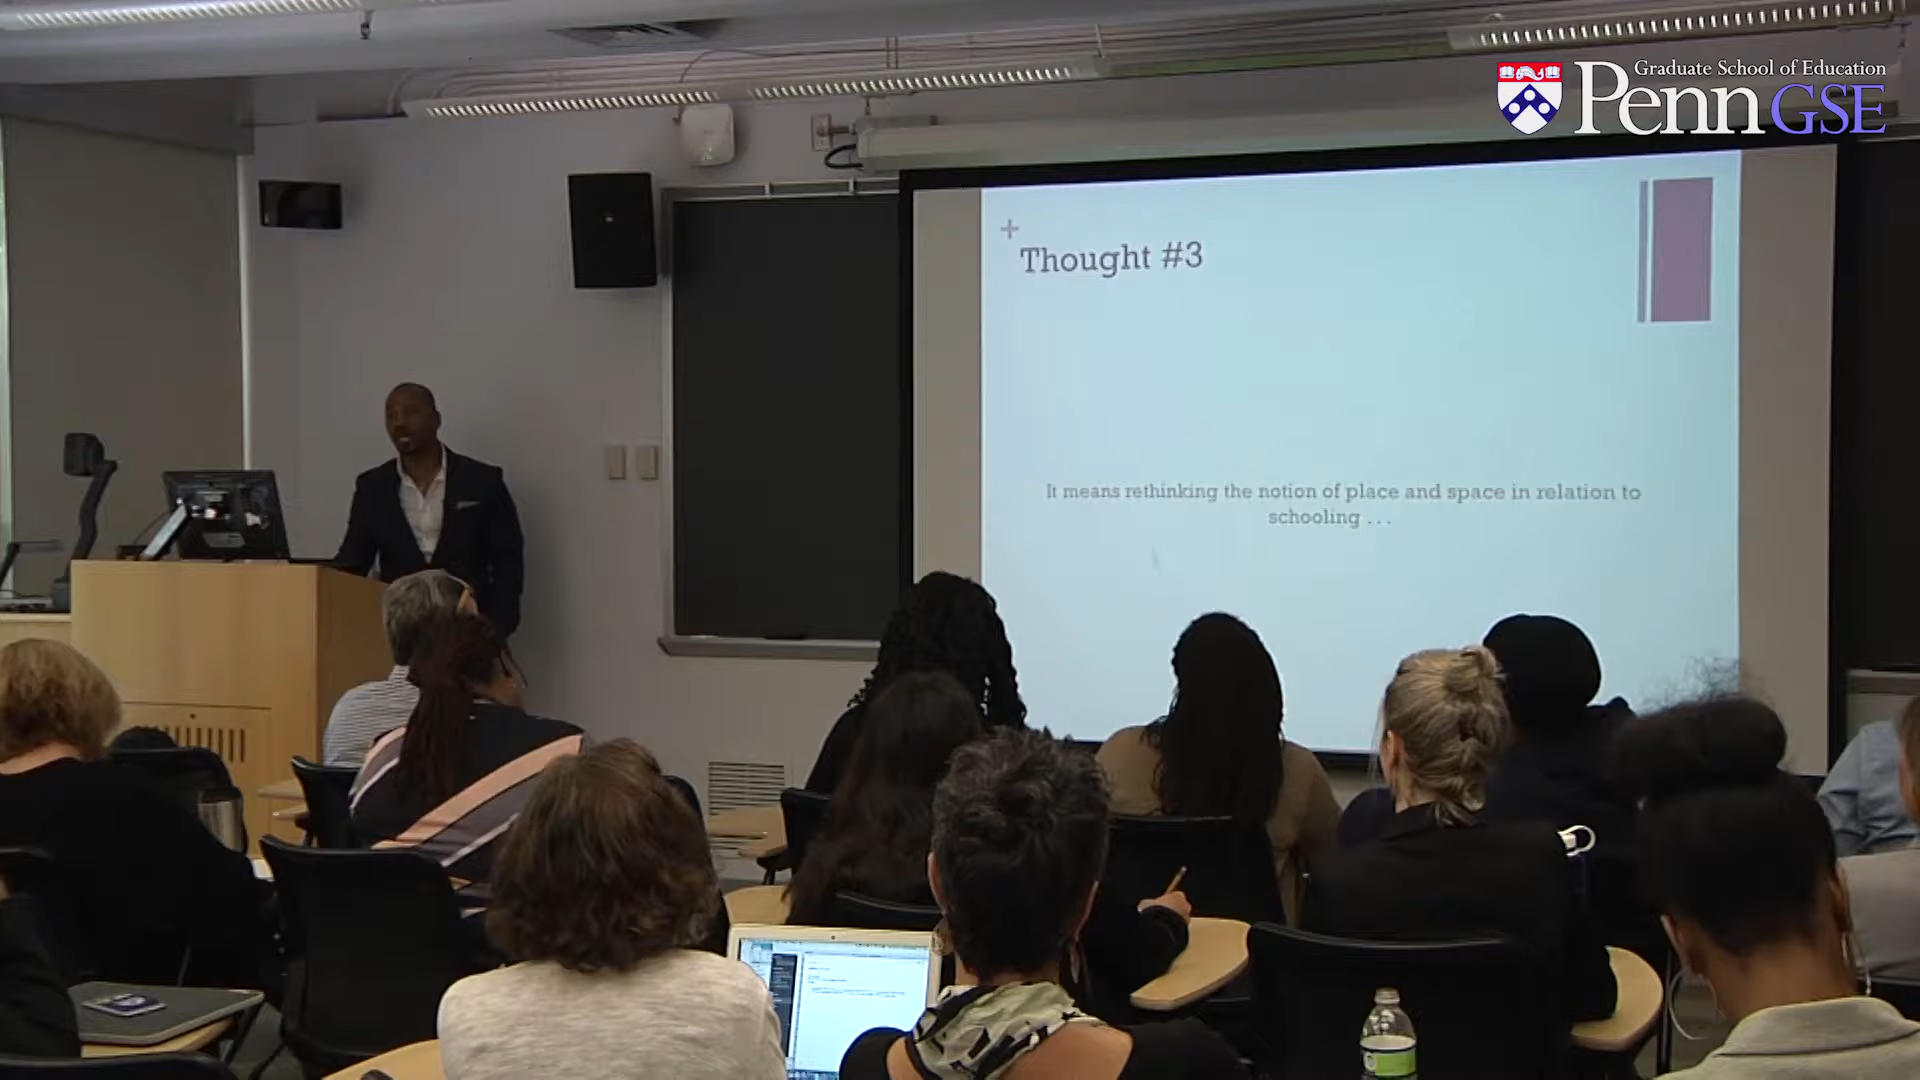 Graduate School of Education
Penn GSE
+
Thought #3
It means rethinking the notion of place and space in relation to
schooling . . .